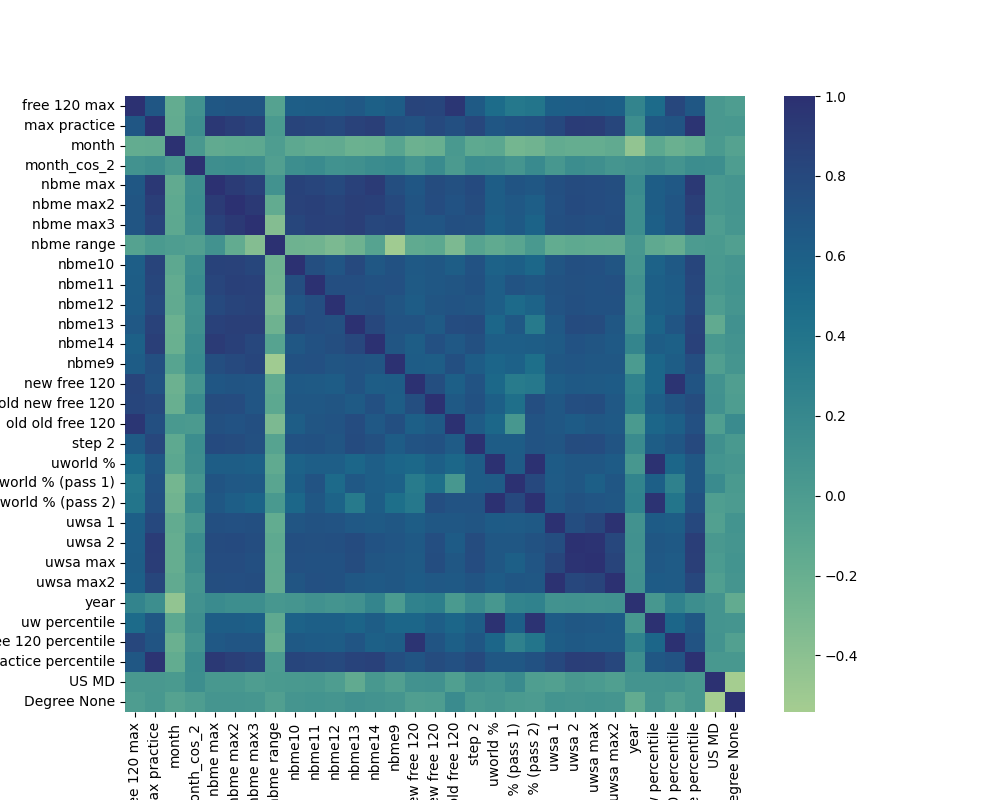 free 120 max
max practice
month
month_cos_2
nbme max
nbme max2
nbme max3
nbme range
nbme10
nbme11
nbme12
nbme13
nbme14
nbme9
new free 120
old new free 120
old old free 120
step 2
uworld %
world % (pass 1)
world % (pass 2)
uwsa 1
uwsa 2
uwsa max
uwsa max2
year
uw percentile
ee 120 percentile
actice percentile
US MD
Degree None
ee 120 max
ax practice
month
onth_cos_2
nbme max
nbme max2
nbme max3
nbme range
nbme10
nbme11
nbme12
nbme13
nbme14
nbme9
ew free 120
ew free 120
old free 120
step 2
uworld %
% (pass 1)
% (pass 2)
uwsa 1
uwsa 2
uwsa max
uwsa max2
year
percentile
0 percentile
e percentile
US MD
egree None
1.0
0.8
0.6
0.4
0.2
0.0
−0.2
−0.4